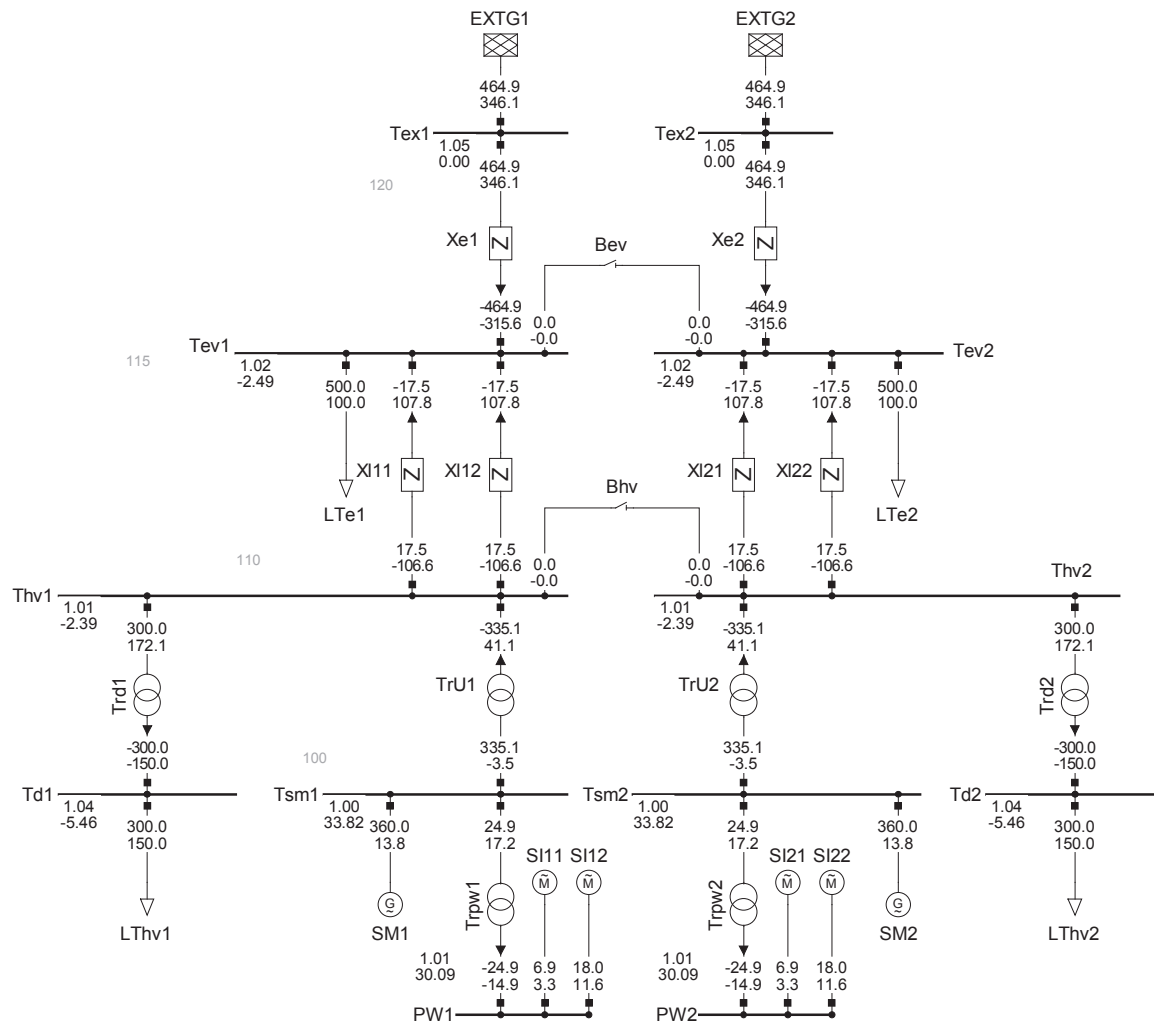 EXTG1 EXTG2
464.9 464.9
346.1 346.1
Tex1 Tex2
1.05 1.05
0.00 0.00
464.9 464.9
346.1 346.1
120
Xe1 Z Bev Xe2 Z
-464.9 -464.9
-315.6 0.0 0.0 -315.6
-0.0 -0.0
Tev1 Tev2
115
1.02 1.02
-2.49 -2.49
500.0 -17.5 -17.5 -17.5 -17.5 500.0
100.0 107.8 107.8 107.8 107.8 100.0
Xl11 Z Xl12 Z Xl21 Z Xl22 Z
Bhv
LTe1 LTe2
17.5 17.5 17.5 17.5
-106.6 -106.6 0.0 0.0 -106.6 -106.6
-0.0 -0.0
110
Thv1 Thv2
1.01 1.01
-2.39 -2.39
300.0 -335.1 -335.1 300.0
172.1 41.1 41.1 172.1
Trd1 TrU1 TrU2 Trd2
-300.0 335.1 335.1 -300.0
-150.0 -3.5 -3.5 -150.0
100
Td1 Tsm1 Tsm2 Td2
1.04 1.00 1.00 1.04
-5.46 33.82 33.82 -5.46
300.0 360.0 24.9 24.9 360.0 300.0
150.0 13.8 17.2 17.2 13.8 150.0
SI11 SI12 SI21 SI22
M~ M~ M~ M~
Trpw1 Trpw2
G~ G~
LThv1 SM1 SM2 LThv2
1.01 1.01
30.09 30.09
-24.9 6.9 18.0 -24.9 6.9 18.0
-14.9 3.3 11.6 -14.9 3.3 11.6
PW1 PW2